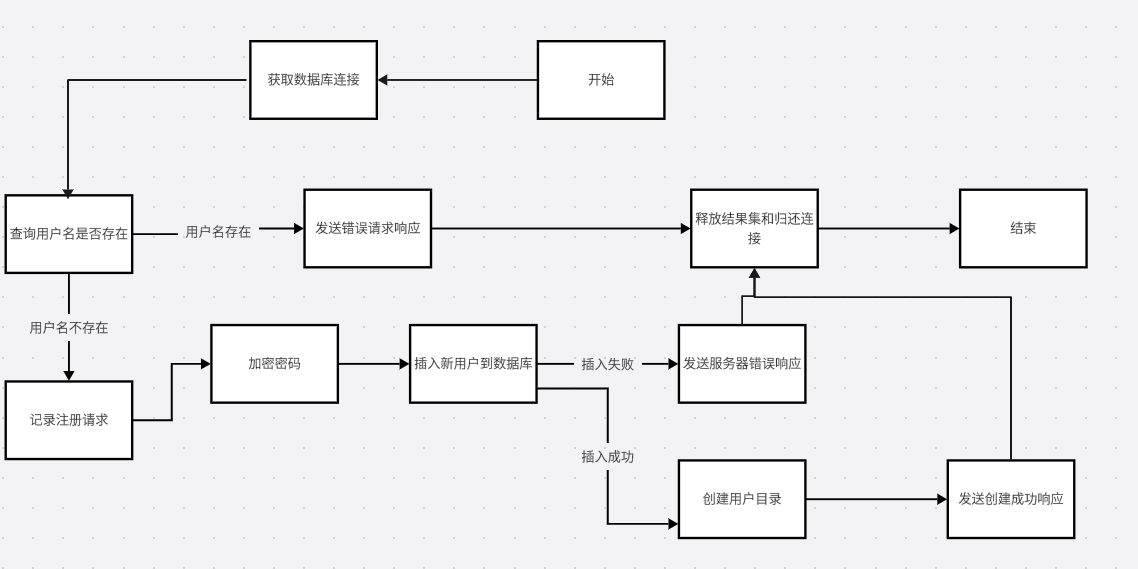 获取数据库连接
开始
查询用户名是否存在
用户名存在
发送错误请求响应
释放结果集和归还连
接
结束
用户名不存在
加密密码
插入新用户到数据库
插入失败
发送服务器错误响应
记录注册请求
插入成功
创建用户目录
发送创建成功响应